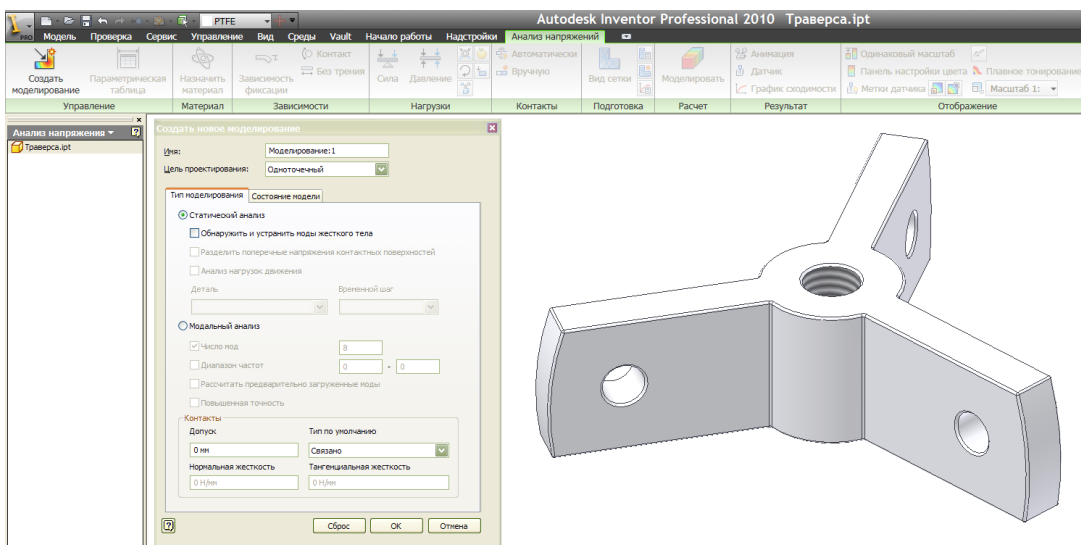 PTFE
Autodesk Inventor Professional 2010 Траверса.ipt
PRO Модель Проверка Сервис Управление Вид Среды Vault Начало работы Надстройки Анализ напряжений
Создать моделирование
Параметрическая таблица
Назначить материал
Зависимость фиксации
Контакт
Без трения
Сила
Давление
Автоматически
Вручную
Вид сетки
Моделировать
Анимация
Датчик
График сходимости
Одинаковый масштаб
Панель настройки цвета Плавное тонирование
Метки датчика Масштаб 1:
Управление Материал Зависимости Нагрузки Контакты Подготовка Расчет Результат Отображение
Анализ напряжения
Траверса.ipt
Создать новое моделирование
Имя: Моделирование:1
Цель проектирования: Одноточечный
Тип моделирования Состояние модели
Статический анализ
Обнаружить и устранить моды жесткого тела
Разделить поперечные напряжения контактных поверхностей
Анализ нагрузок движения
Деталь Временной шаг
Модальный анализ
Число мод 8
Диапазон частот 0 - 0
Рассчитать предварительно загруженные моды
Повышенная точность
Контакты
Допуск Тип по умолчанию
0 мм Связано
Нормальная жесткость Тангенциальная жесткость
0 Н/мм 0 Н/мм
Сброс ОК Отмена